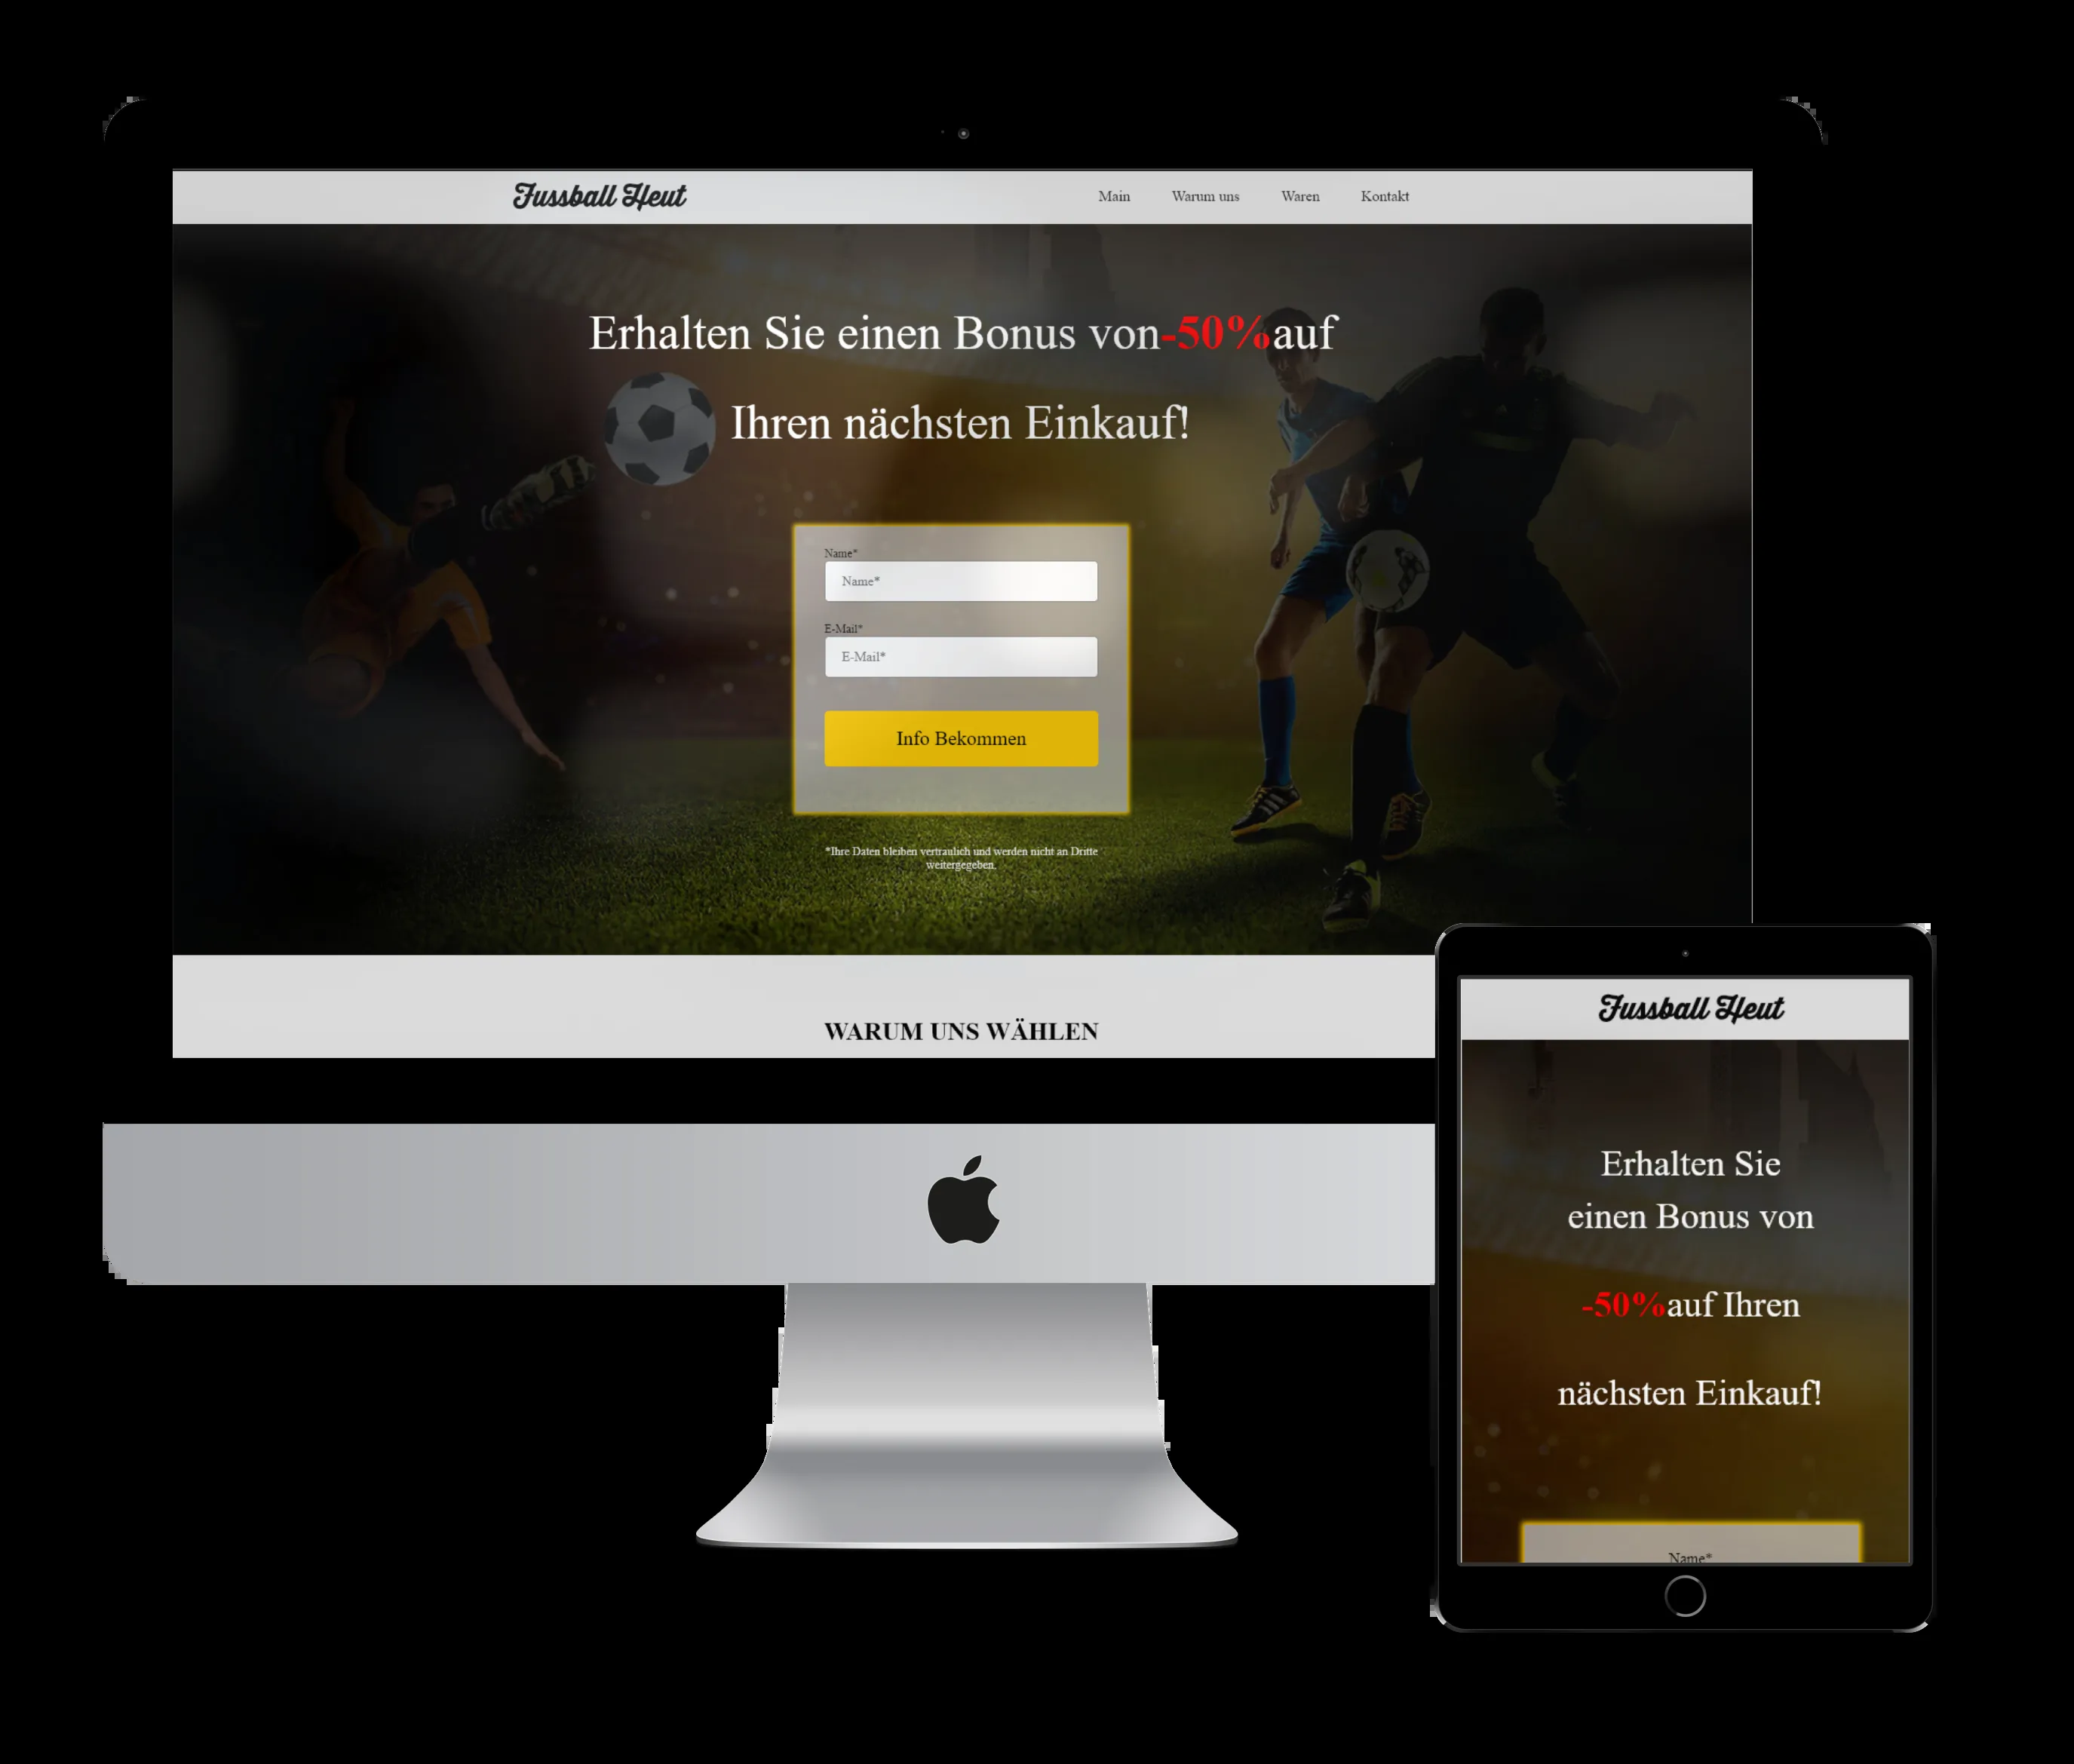 Fussball Heut
Main Warum uns Waren Kontakt
Erhalten Sie einen Bonus von-50%auf
Ihren nächsten Einkauf!
Name*
Name*
E-Mail*
E-Mail*
Info Bekommen
*Ihre Daten bleiben vertraulich und werden nicht an Dritte
weitergegeben.
WARUM UNS WÄHLEN
Fussball Heut
Erhalten Sie
einen Bonus von
-50%auf Ihren
nächsten Einkauf!
Name*